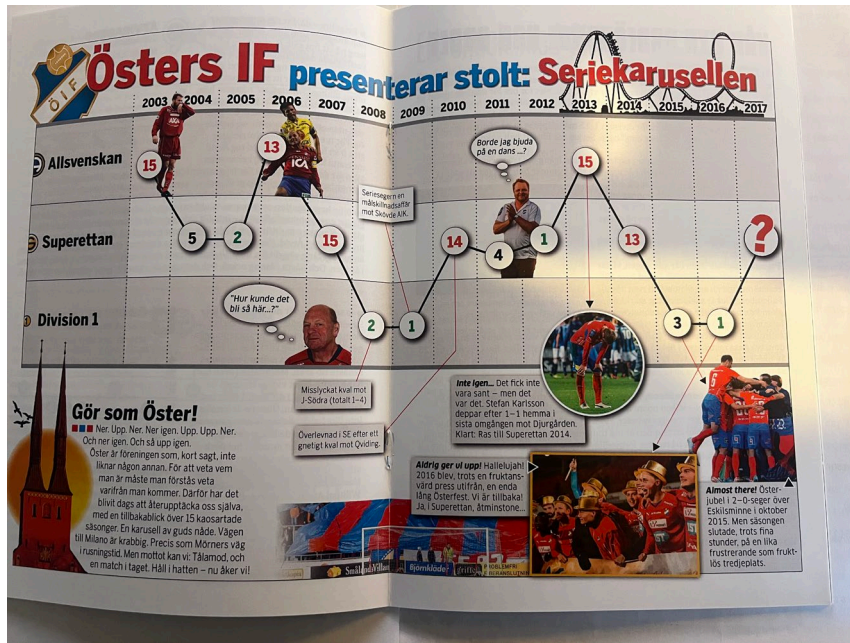 ÖIF
Östers IF presenterar stolt: Seriekarusellen
2003 2004 2005 2006 2007 2008 2009 2010 2011 2012 2013 2014 2015 2016 2017
Allsvenskan
15
13
ICA
15
Borde jag bjuda
på en dans ...?
Seriesegern en
målskillnadsaffär
mot Skövde AIK.
Superettan
5
2
15
14
4
1
13
?
"Hur kunde det
bli så här...?"
Division 1
2
1
3
1
Misslyckat kval mot
J-Södra (totalt 1–4)
Överlevnad i SE efter ett
gnetigt kval mot Qviding.
Inte igen... Det fick inte
vara sant – men det
var det. Stefan Karlsson
deppar efter 1–1 hemma i
sista omgången mot Djurgården.
Klart: Ras till Superettan 2014.
Aldrig ger vi upp! Hallelujah!
2016 blev, trots en fruktans-
värd press utifrån, en enda
lång Österfest. Vi är tillbaka!
Ja, i Superettan, åtminstone...
Almost there! Öster-
jubel i 2–0-seger över
Eskilsminne i oktober
2015. Men säsongen
slutade, trots fina
stunder, på en lika
frustrerande som frukt-
lös tredjeplats.
Gör som Öster!
Ner. Upp. Ner. Ner igen. Upp. Upp. Ner.
Och ner igen. Och så upp igen.
Öster är föreningen som, kort sagt, inte
liknar någon annan. För att veta vem
man är måste man förstås veta
varifrån man kommer. Därför har det
blivit dags att återupptäcka oss själva,
med en tillbakablick över 15 kaosartade
säsonger. En karusell av guds nåde. Vägen
till Milano är krabbig. Precis som Mörners väg
i rusningstid. Men mottot kan vi: Tålamod, och
en match i taget. Håll i hatten – nu åker vi!
Björnkläder